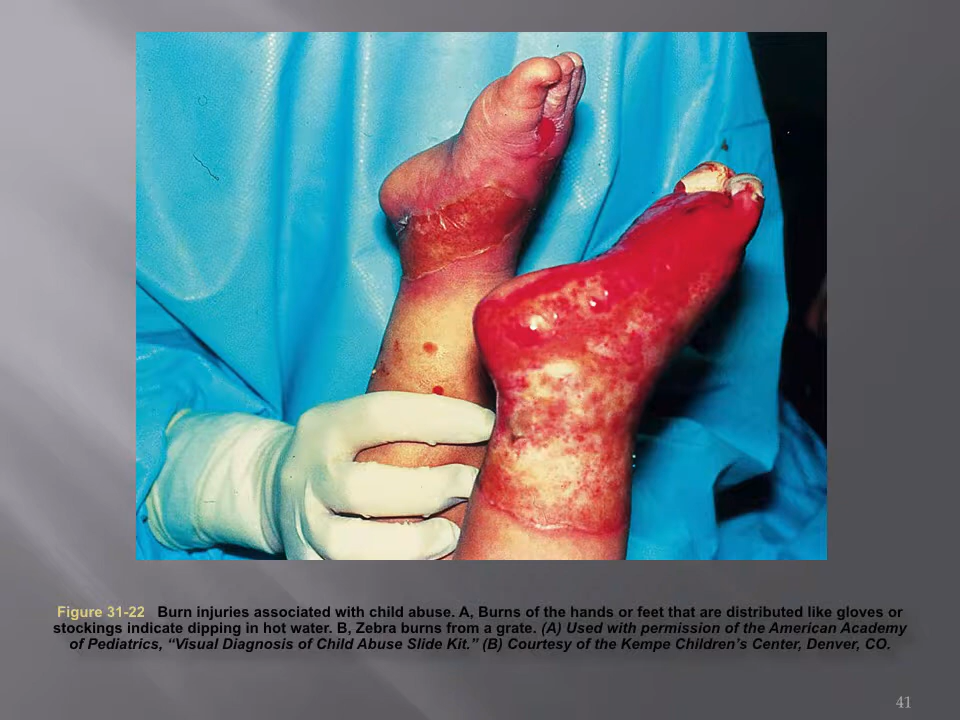 Figure 31-22 Burn injuries associated with child abuse. A, Burns of the hands or feet that are distributed like gloves or
stockings indicate dipping in hot water. B, Zebra burns from a grate. (A) Used with permission of the American Academy
of Pediatrics, “Visual Diagnosis of Child Abuse Slide Kit.” (B) Courtesy of the Kempe Children’s Center, Denver, CO.
41